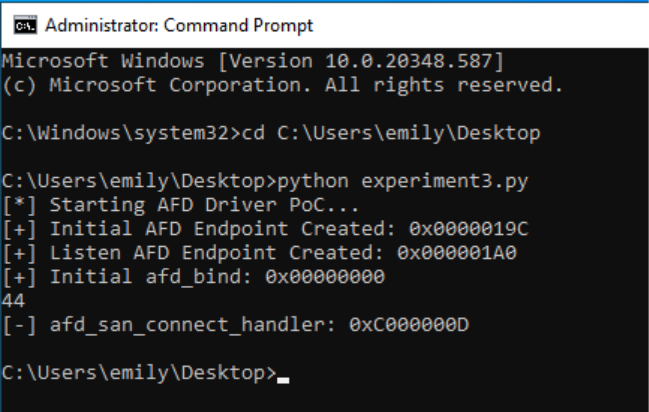 Administrator: Command Prompt
Microsoft Windows [Version 10.0.20348.587]
(c) Microsoft Corporation. All rights reserved.
C:\Windows\system32>cd C:\Users\emily\Desktop
C:\Users\emily\Desktop>python experiment3.py
[*] Starting AFD Driver PoC...
[+] Initial AFD Endpoint Created: 0x0000019C
[+] Listen AFD Endpoint Created: 0x000001A0
[+] Initial afd_bind: 0x00000000
44
[-] afd_san_connect_handler: 0xC000000D
C:\Users\emily\Desktop>